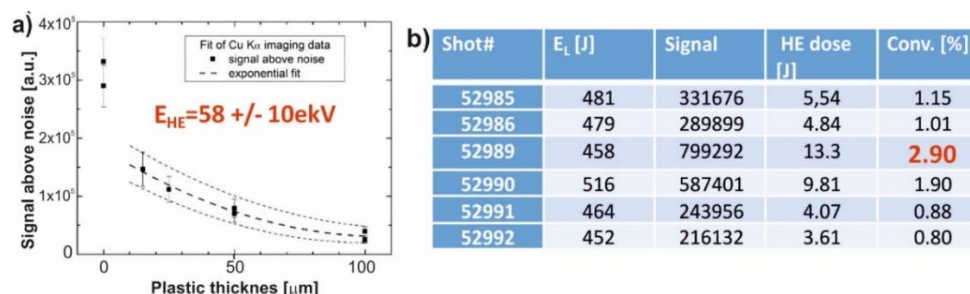 a)
4x10⁵
3x10⁵
2x10⁵
1x10⁵
0
Signal above noise [a.u.]
Fit of Cu Kα imaging data
signal above noise
exponential fit
E_HE=58 +/- 10ekV
0 50 100
Plastic thicknes [µm]
b)
Shot# E_L [J] Signal HE dose [J] Conv. [%]
52985 481 331676 5,54 1.15
52986 479 289899 4.84 1.01
52989 458 799292 13.3 2.90
52990 516 587401 9.81 1.90
52991 464 243956 4.07 0.88
52992 452 216132 3.61 0.80